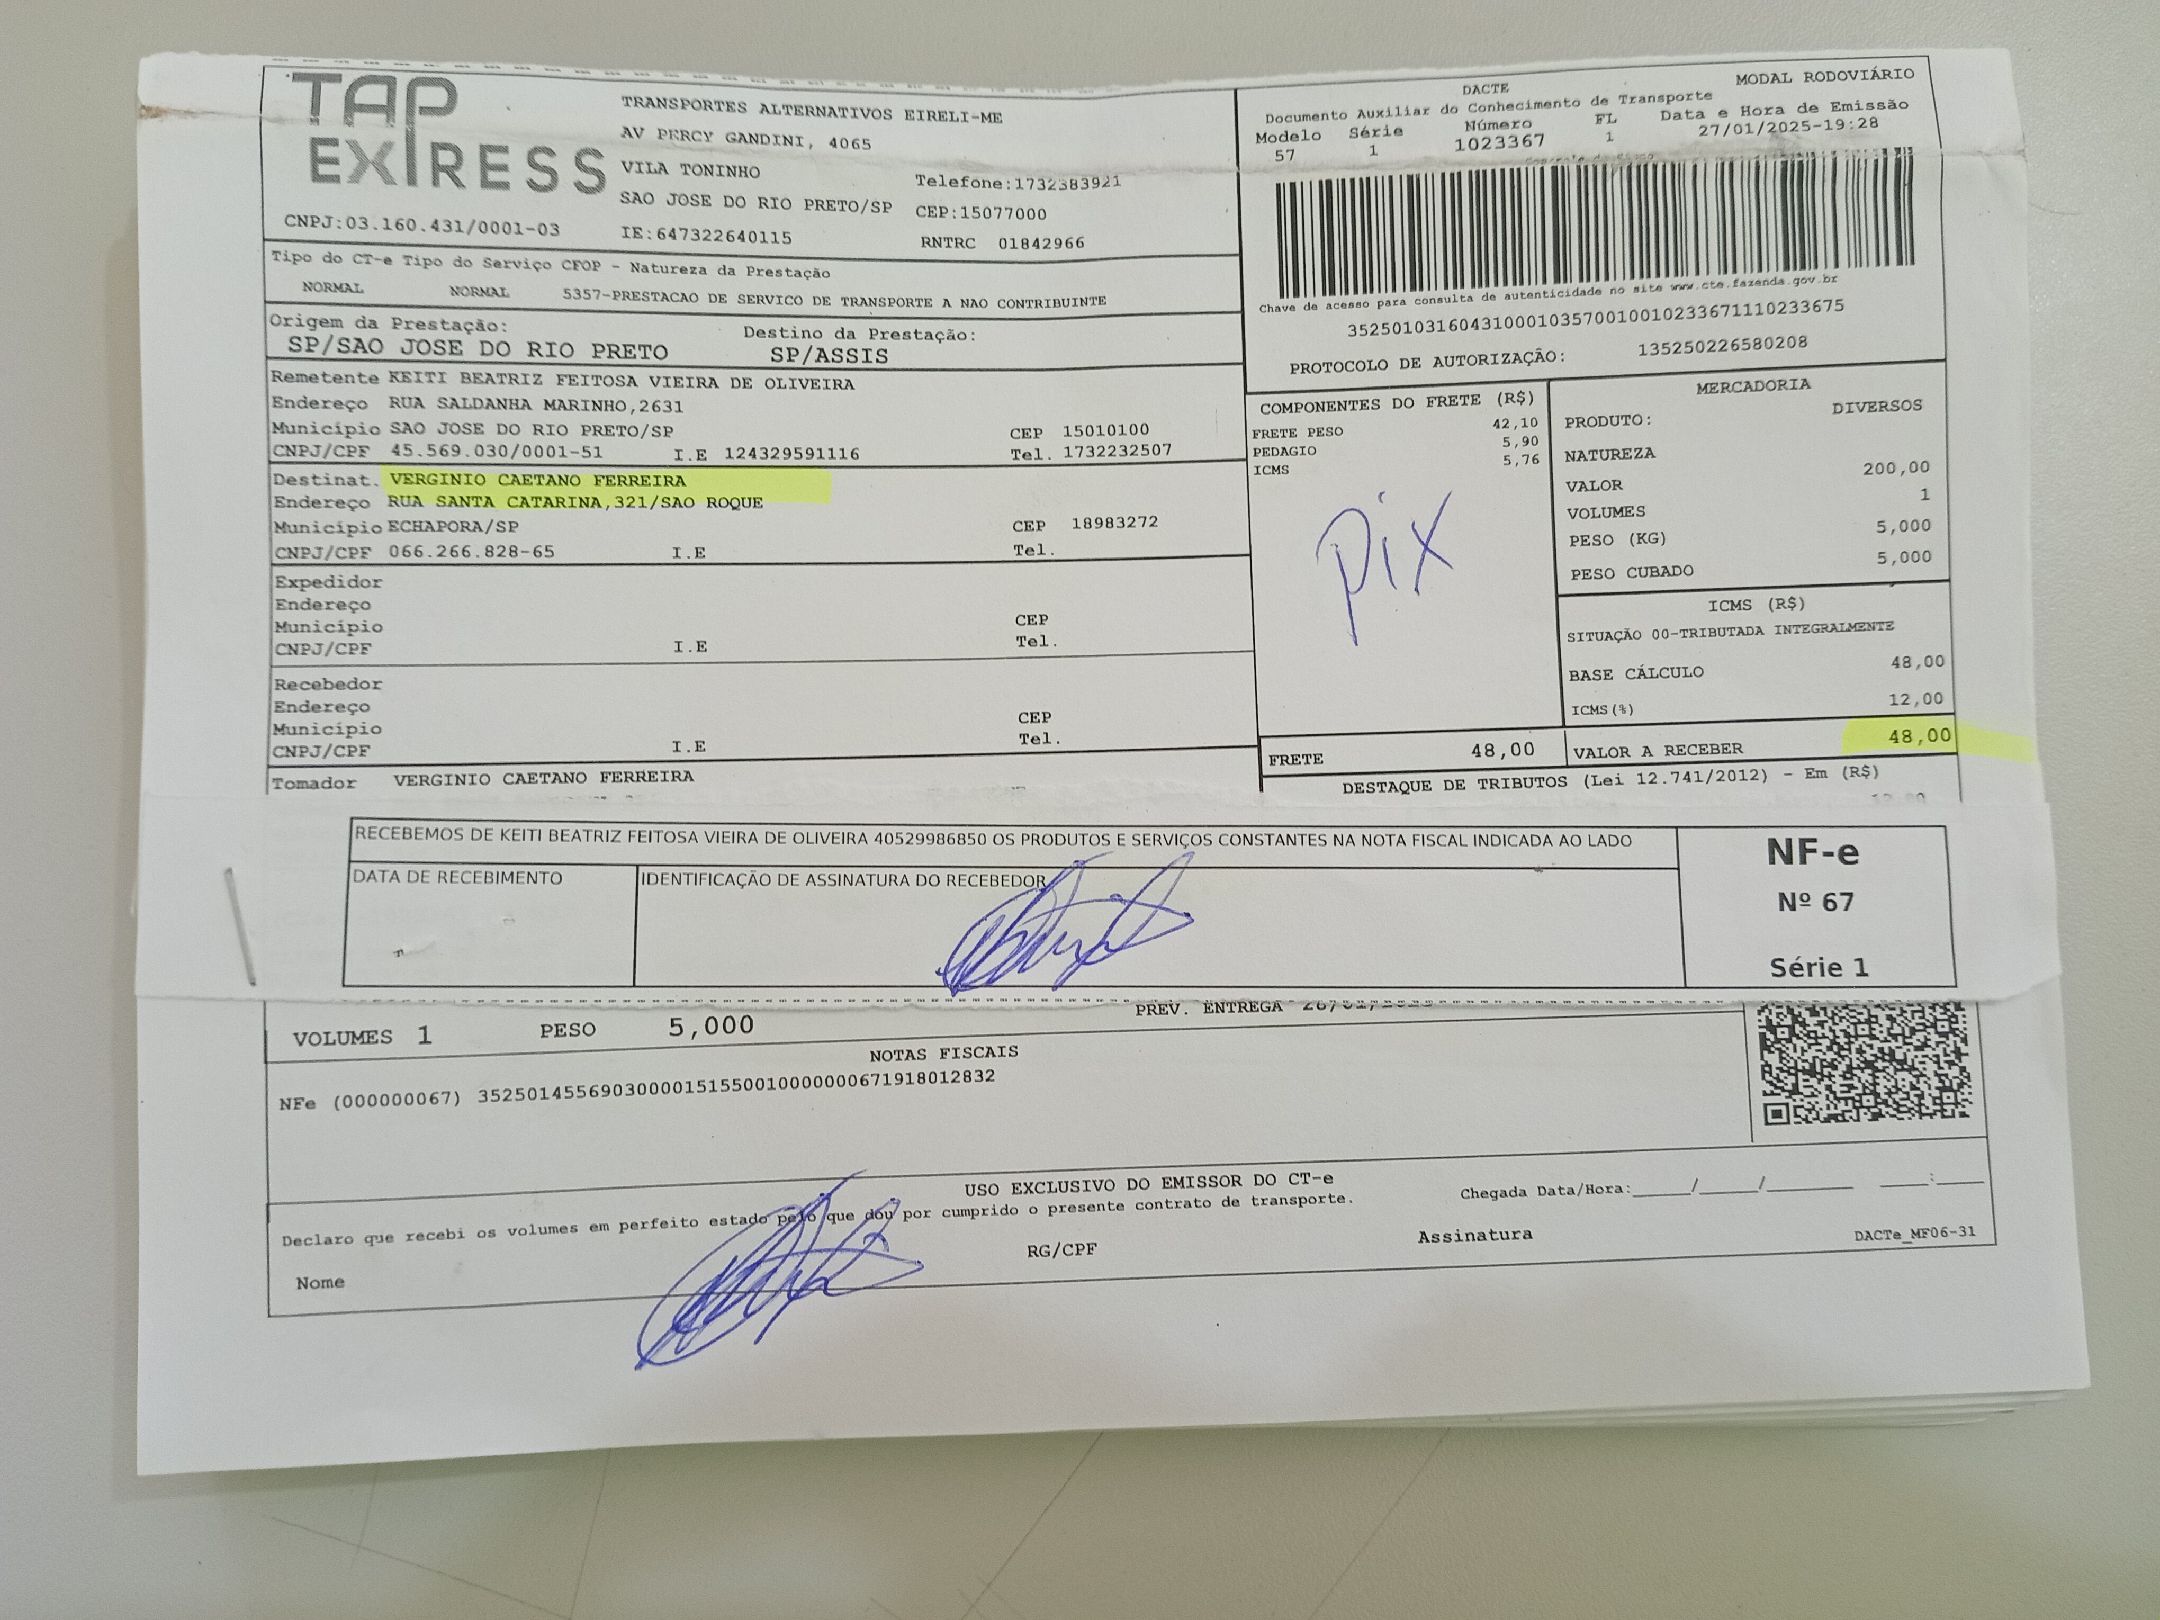 TAP EXPRESS
TRANSPORTES ALTERNATIVOS EIRELI-ME
AV PERCY GANDINI, 4065
VILA TONINHO
Telefone:1732383921
SAO JOSE DO RIO PRETO/SP CEP:15077000
CNPJ:03.160.431/0001-03 IE:647322640115 RNTRC 01842966
DACTE MODAL RODOVIÁRIO
Documento Auxiliar do Conhecimento de Transporte
Modelo Série Número FL Data e Hora de Emissão
57 1 1023367 1 27/01/2025-19:28
Chave de acesso para consulta de autenticidade no site www.cte.fazenda.gov.br
35250103160431000103570010010233671110233675
PROTOCOLO DE AUTORIZAÇÃO: 135250226580208
Tipo do CT-e Tipo do Serviço CFOP - Natureza da Prestação
NORMAL NORMAL 5357-PRESTACAO DE SERVICO DE TRANSPORTE A NAO CONTRIBUINTE
Origem da Prestação: Destino da Prestação:
SP/SAO JOSE DO RIO PRETO SP/ASSIS
Remetente KEITI BEATRIZ FEITOSA VIEIRA DE OLIVEIRA
Endereço RUA SALDANHA MARINHO,2631
Município SAO JOSE DO RIO PRETO/SP CEP 15010100
CNPJ/CPF 45.569.030/0001-51 I.E 124329591116 Tel. 1732232507
Destinat. VERGINIO CAETANO FERREIRA
Endereço RUA SANTA CATARINA,321/SAO ROQUE
Município ECHAPORA/SP CEP 18983272
CNPJ/CPF 066.266.828-65 I.E Tel.
Expedidor
Endereço
Município CEP
CNPJ/CPF I.E Tel.
Recebedor
Endereço
Município CEP
CNPJ/CPF I.E Tel.
Tomador VERGINIO CAETANO FERREIRA
COMPONENTES DO FRETE (R$)
FRETE PESO 42,10
PEDAGIO 5,90
ICMS 5,76
pix
MERCADORIA
PRODUTO: DIVERSOS
NATUREZA
VALOR 200,00
VOLUMES 1
PESO (KG) 5,000
PESO CUBADO 5,000
ICMS (R$)
SITUAÇÃO 00-TRIBUTADA INTEGRALMENTE
BASE CÁLCULO 48,00
ICMS(%) 12,00
FRETE 48,00 VALOR A RECEBER 48,00
DESTAQUE DE TRIBUTOS (Lei 12.741/2012) - Em (R$)
RECEBEMOS DE KEITI BEATRIZ FEITOSA VIEIRA DE OLIVEIRA 40529986850 OS PRODUTOS E SERVIÇOS CONSTANTES NA NOTA FISCAL INDICADA AO LADO
DATA DE RECEBIMENTO IDENTIFICAÇÃO DE ASSINATURA DO RECEBEDOR
NF-e
Nº 67
Série 1
PREV. ENTREGA
VOLUMES 1 PESO 5,000
NOTAS FISCAIS
NFe (000000067) 35250145569030000151550010000000671918012832
USO EXCLUSIVO DO EMISSOR DO CT-e
Declaro que recebi os volumes em perfeito estado pelo que dou por cumprido o presente contrato de transporte.
Chegada Data/Hora:_____/_____/________ ____:____
Nome RG/CPF Assinatura DACTe_MF06-31